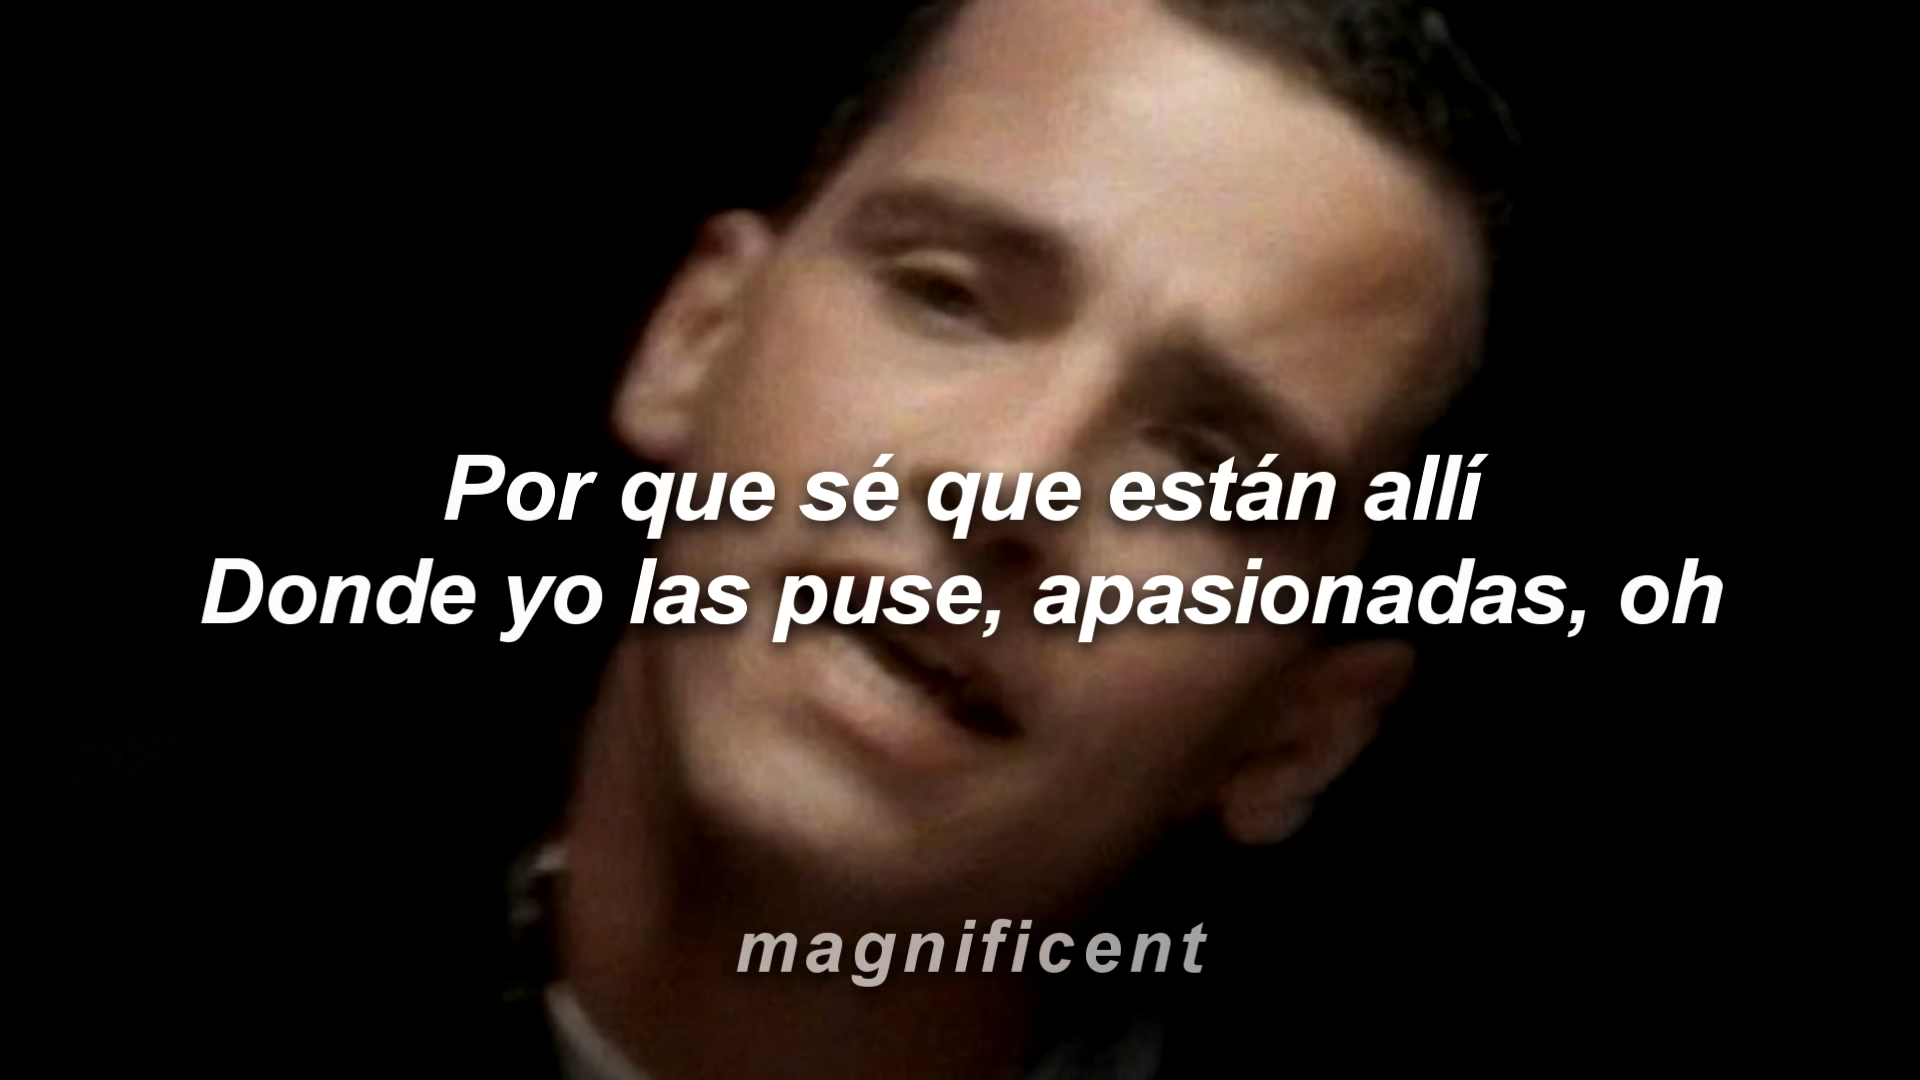 Por que sé que están allí
Donde yo las puse, apasionadas, oh
magnificent